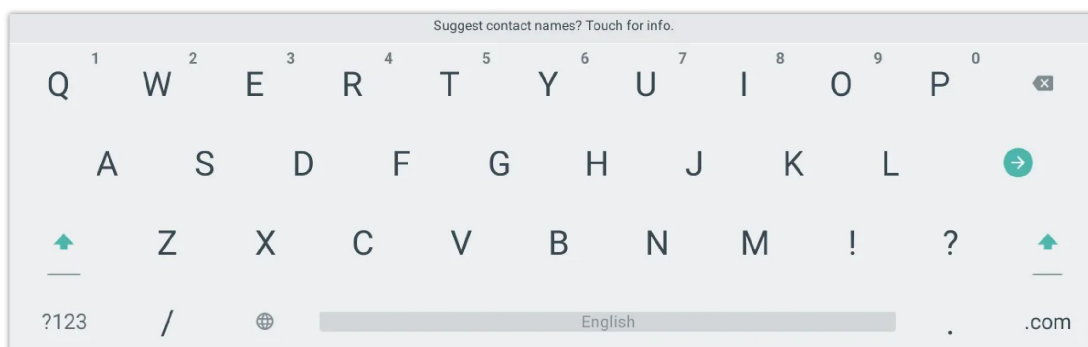 Suggest contact names? Touch for info.
Q 1 W 2 E 3 R 4 T 5 Y 6 U 7 I 8 O 9 P 0
A S D F G H J K L
Z X C V B N M ! ?
?123 / English . .com